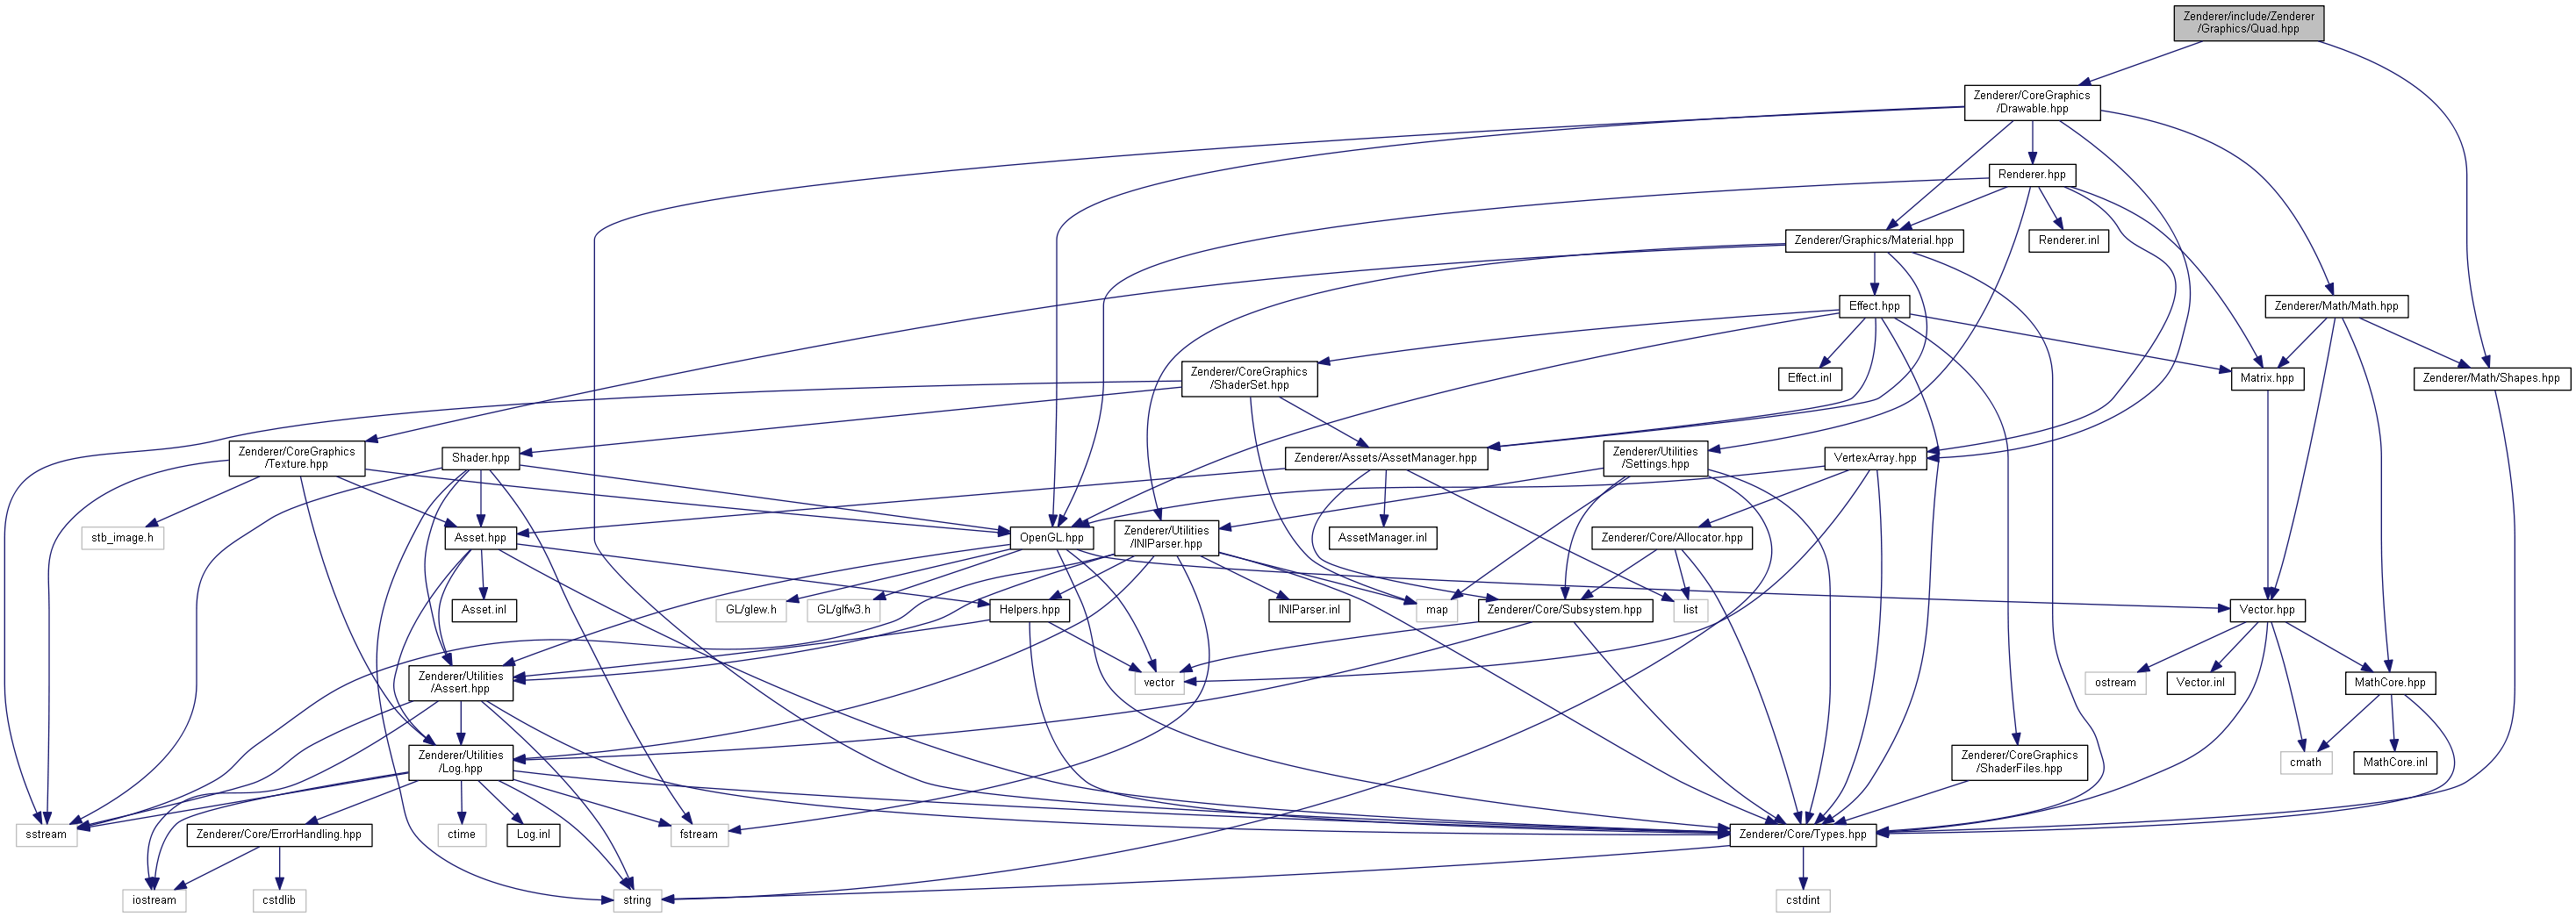 Zenderer/include/Zenderer
/Graphics/Quad.hpp
Zenderer/CoreGraphics
/Drawable.hpp
Renderer.hpp
Zenderer/Graphics/Material.hpp
Renderer.inl
Effect.hpp
Zenderer/Math/Math.hpp
Zenderer/CoreGraphics
/ShaderSet.hpp
Effect.inl
Matrix.hpp
Zenderer/Math/Shapes.hpp
Zenderer/CoreGraphics
/Texture.hpp
Shader.hpp
Zenderer/Assets/AssetManager.hpp
Zenderer/Utilities
/Settings.hpp
VertexArray.hpp
stb_image.h
Asset.hpp
OpenGL.hpp
Zenderer/Utilities
/INIParser.hpp
AssetManager.inl
Zenderer/Core/Allocator.hpp
Asset.inl
GL/glew.h
GL/glfw3.h
Helpers.hpp
INIParser.inl
map
Zenderer/Core/Subsystem.hpp
list
Vector.hpp
Zenderer/Utilities
/Assert.hpp
vector
ostream
Vector.inl
MathCore.hpp
Zenderer/Utilities
/Log.hpp
Zenderer/CoreGraphics
/ShaderFiles.hpp
cmath
MathCore.inl
sstream
Zenderer/Core/ErrorHandling.hpp
ctime
Log.inl
fstream
Zenderer/Core/Types.hpp
iostream
cstdlib
string
cstdint